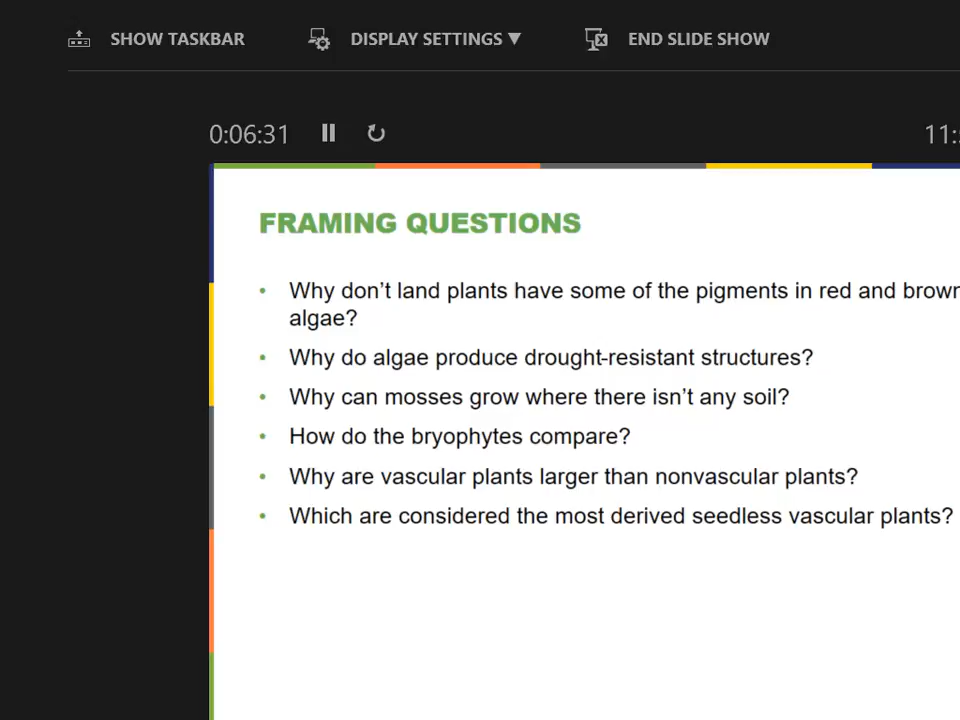 SHOW TASKBAR DISPLAY SETTINGS ▼ END SLIDE SHOW
0:06:31
FRAMING QUESTIONS
• Why don’t land plants have some of the pigments in red and brown
algae?
• Why do algae produce drought-resistant structures?
• Why can mosses grow where there isn’t any soil?
• How do the bryophytes compare?
• Why are vascular plants larger than nonvascular plants?
• Which are considered the most derived seedless vascular plants?